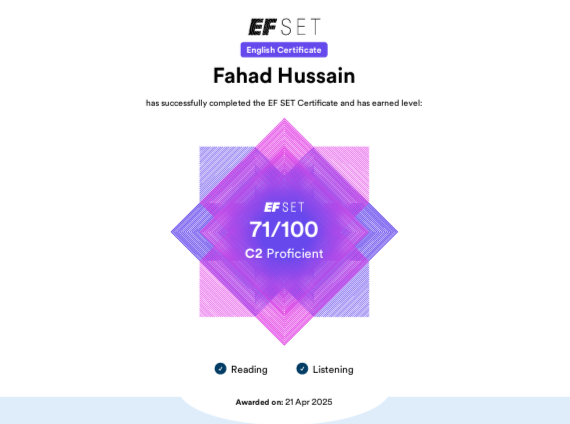 EF SET
English Certificate
Fahad Hussain
has successfully completed the EF SET Certificate and has earned level:
EF SET
71/100
C2 Proficient
Reading Listening
Awarded on: 21 Apr 2025